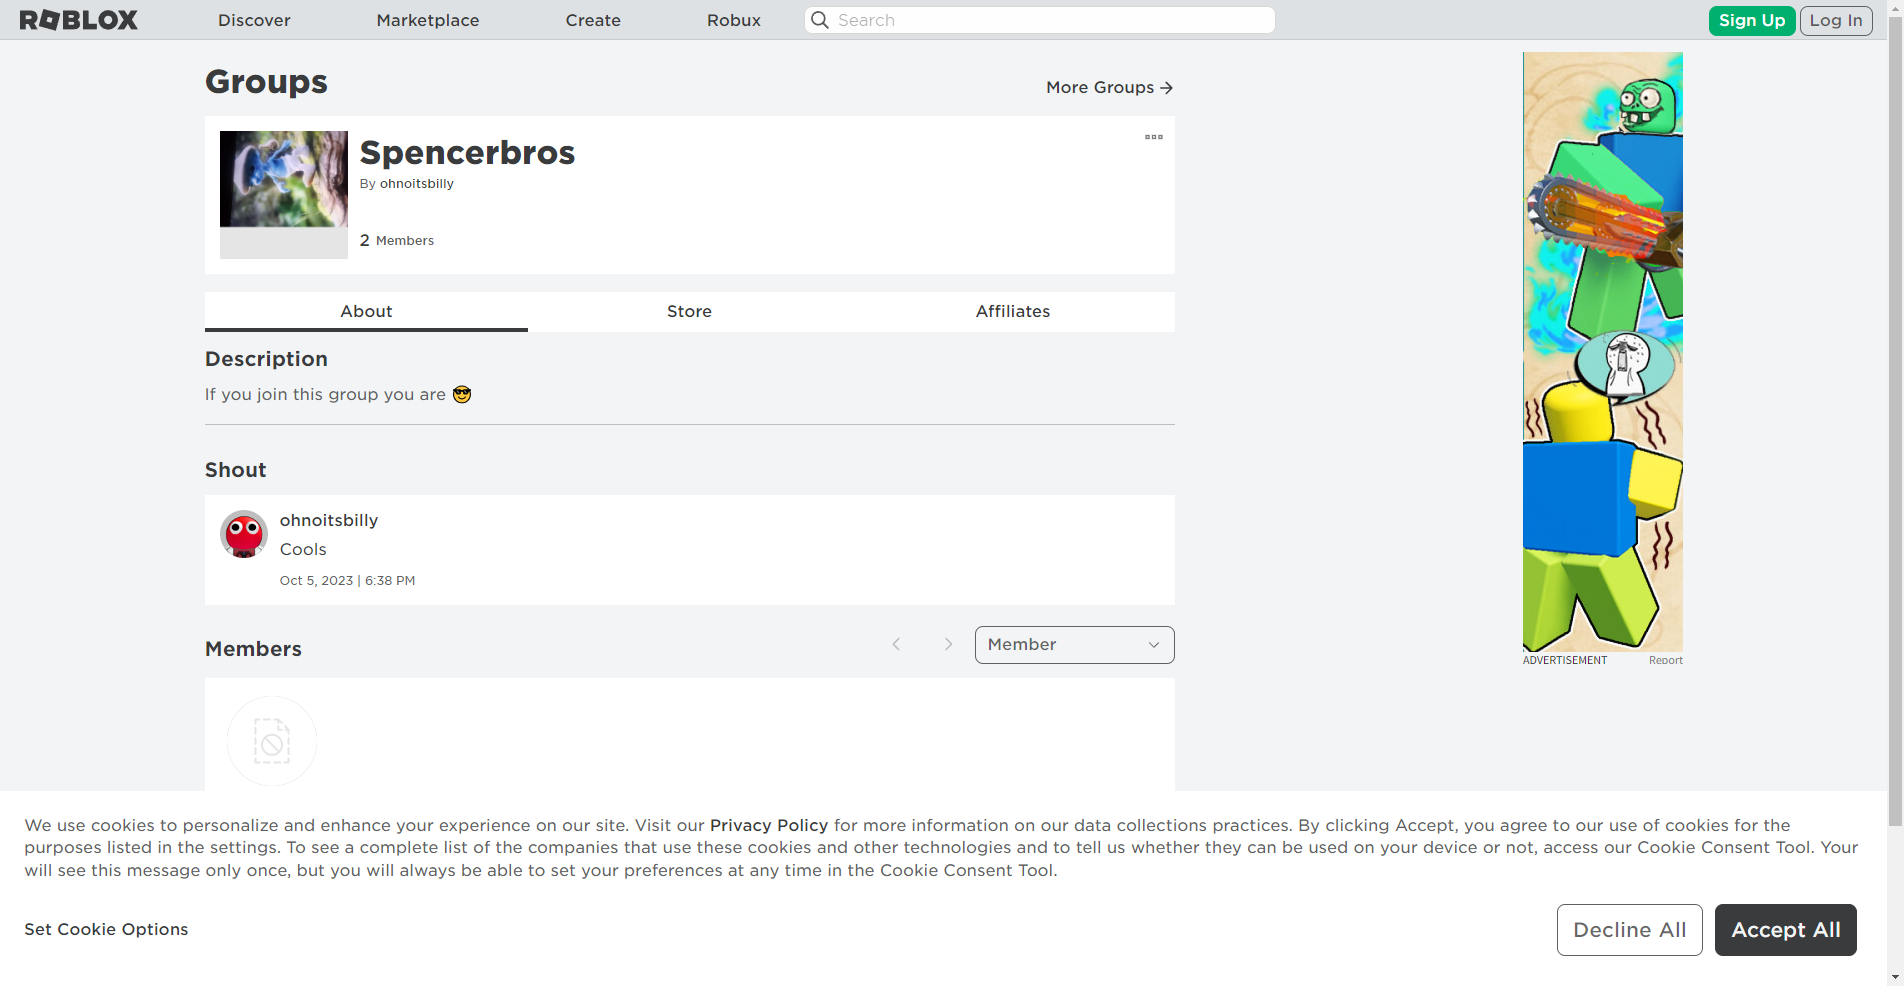 ROBLOX
Discover
Marketplace
Create
Robux
Search
Sign Up
Log In
Groups
More Groups
Spencerbros
By ohnoitsbilly
2 Members
About
Store
Affiliates
Description
If you join this group you are 😎
Shout
ohnoitsbilly
Cools
Oct 5, 2023 | 6:38 PM
Members
Member
ADVERTISEMENT
Report
We use cookies to personalize and enhance your experience on our site. Visit our Privacy Policy for more information on our data collections practices. By clicking Accept, you agree to our use of cookies for the
purposes listed in the settings. To see a complete list of the companies that use these cookies and other technologies and to tell us whether they can be used on your device or not, access our Cookie Consent Tool. Your
will see this message only once, but you will always be able to set your preferences at any time in the Cookie Consent Tool.
Set Cookie Options
Decline All
Accept All